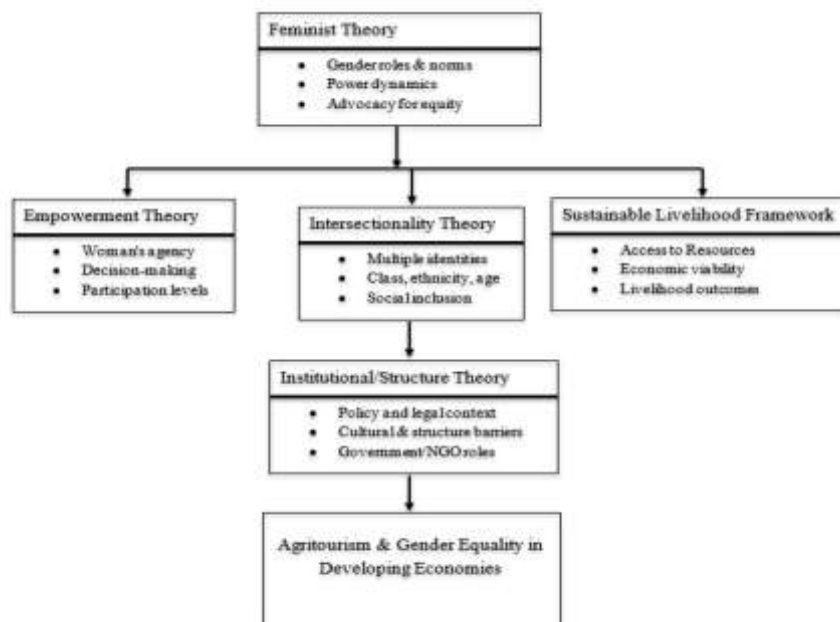 Feminist Theory
• Gender roles & norms
• Power dynamics
• Advocacy for equity
Empowerment Theory
• Woman's agency
• Decision-making
• Participation levels
Intersectionality Theory
• Multiple identities
• Class, ethnicity, age
• Social inclusion
Sustainable Livelihood Framework
• Access to Resources
• Economic viability
• Livelihood outcomes
Institutional/Structure Theory
• Policy and legal context
• Cultural & structure barriers
• Government/NGO roles
Agritourism & Gender Equality in
Developing Economies